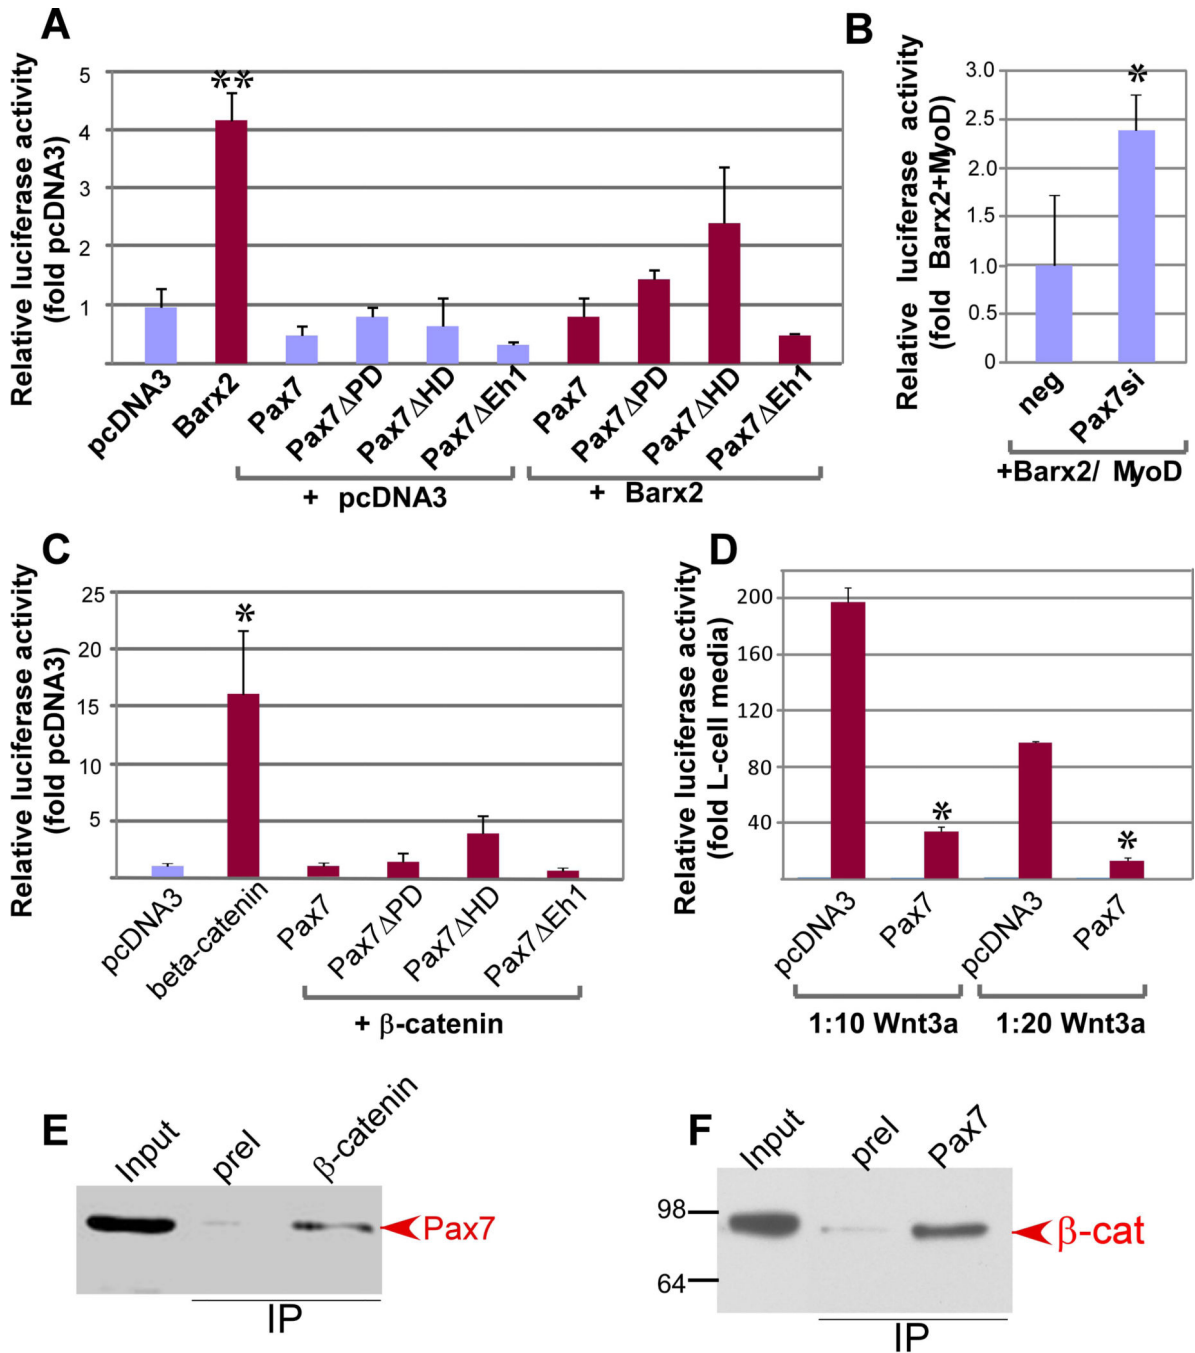 A
Relative luciferase activity
(fold pcDNA3)
5
4
3
2
1
**
pcDNA3
Barx2
Pax7
Pax7ΔPD
Pax7ΔHD
Pax7ΔEh1
Pax7
Pax7ΔPD
Pax7ΔHD
Pax7ΔEh1
+ pcDNA3
+ Barx2
B
Relative luciferase activity
(fold Barx2+MyoD)
3.0
2.5
2.0
1.5
1.0
0.5
0
*
neg
Pax7si
+Barx2/ MyoD
C
Relative luciferase activity
(fold pcDNA3)
25
20
15
10
5
*
pcDNA3
beta-catenin
Pax7
Pax7ΔPD
Pax7ΔHD
Pax7ΔEh1
+ β-catenin
D
Relative luciferase activity
(fold L-cell media)
200
160
120
80
40
*
*
pcDNA3
Pax7
pcDNA3
Pax7
1:10 Wnt3a
1:20 Wnt3a
E
Input
preI
β-catenin
Pax7
IP
F
Input
preI
Pax7
98
64
β-cat
IP